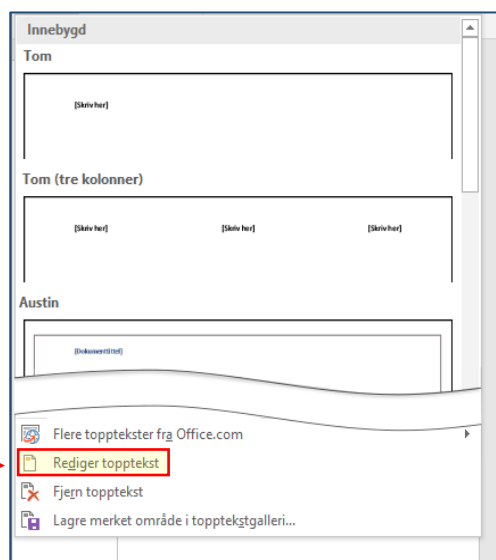 Innebygd
Tom
[Skriv her]
Tom (tre kolonner)
[Skriv her] [Skriv her] [Skriv her]
Austin
[Dokumenttittel]
Flere topptekster fra Office.com
Rediger topptekst
Fjern topptekst
Lagre merket område i topptekstgalleri...